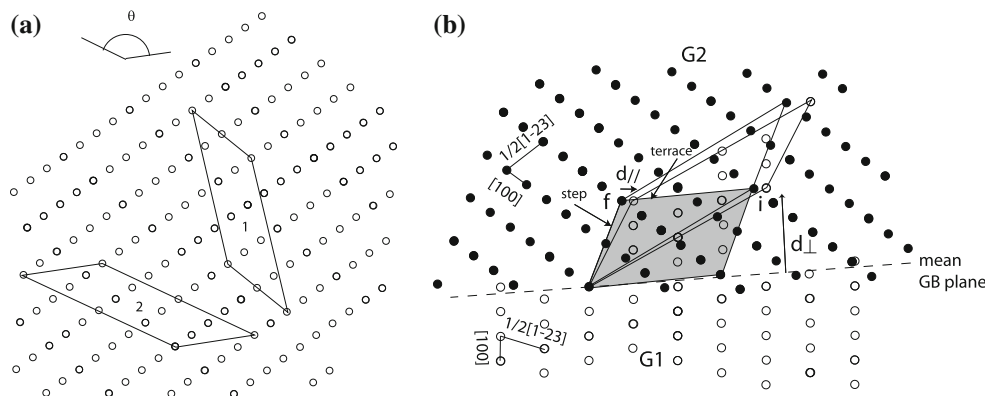 (a)
θ
1
2
(b)
G2
1/2[1-23]
[100]
terrace
d//
step
f
i
d⊥
mean
GB plane
1/2[1-23]
[100]
G1